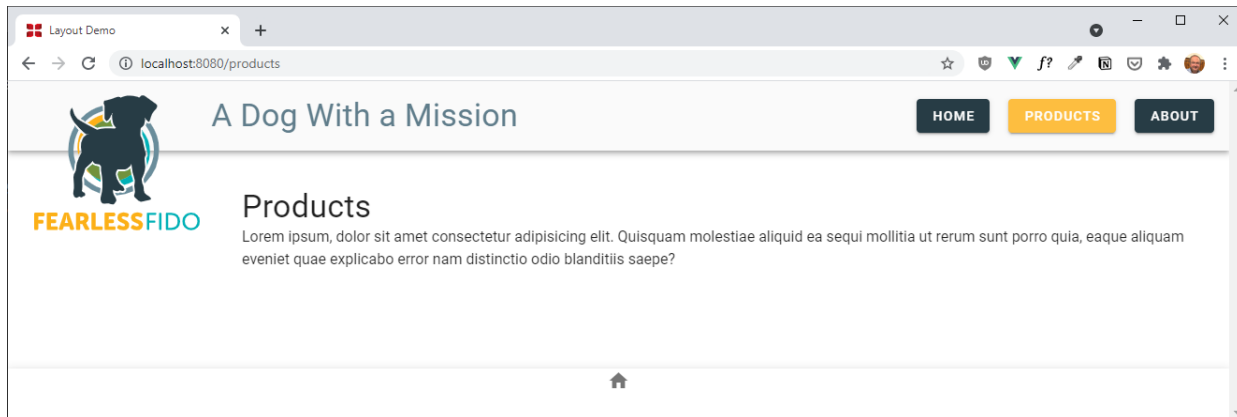 Layout Demo
localhost:8080/products
f?
A Dog With a Mission
HOME
PRODUCTS
ABOUT
FEARLESSFIDO
Products
Lorem ipsum, dolor sit amet consectetur adipisicing elit. Quisquam molestiae aliquid ea sequi mollitia ut rerum sunt porro quia, eaque aliquam
eveniet quae explicabo error nam distinctio odio blanditiis saepe?